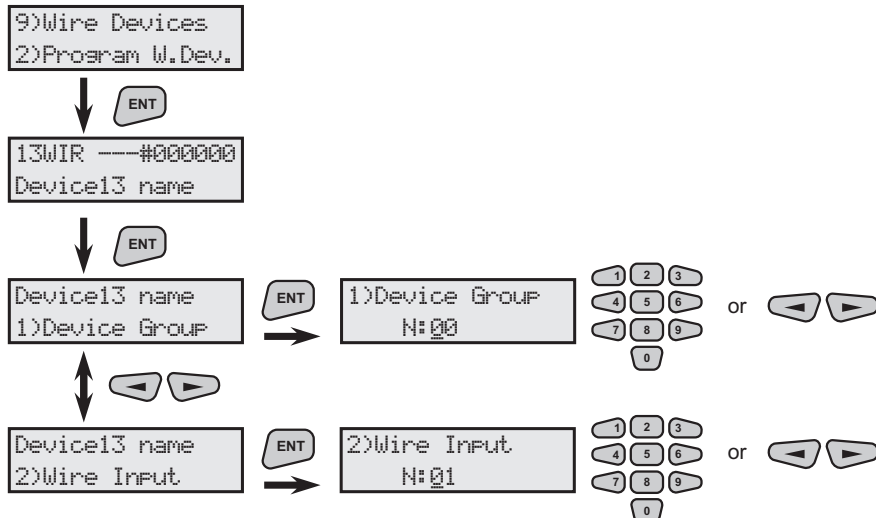 9)Wire Devices
2)Program W.Dev.
ENT
13WIR ---#000000
Device13 name
ENT
Device13 name
1)Device Group
ENT
1)Device Group
N:00
1 2 3
4 5 6
7 8 9
0
or
Device13 name
2)Wire Input
ENT
2)Wire Input
N:01
1 2 3
4 5 6
7 8 9
0
or